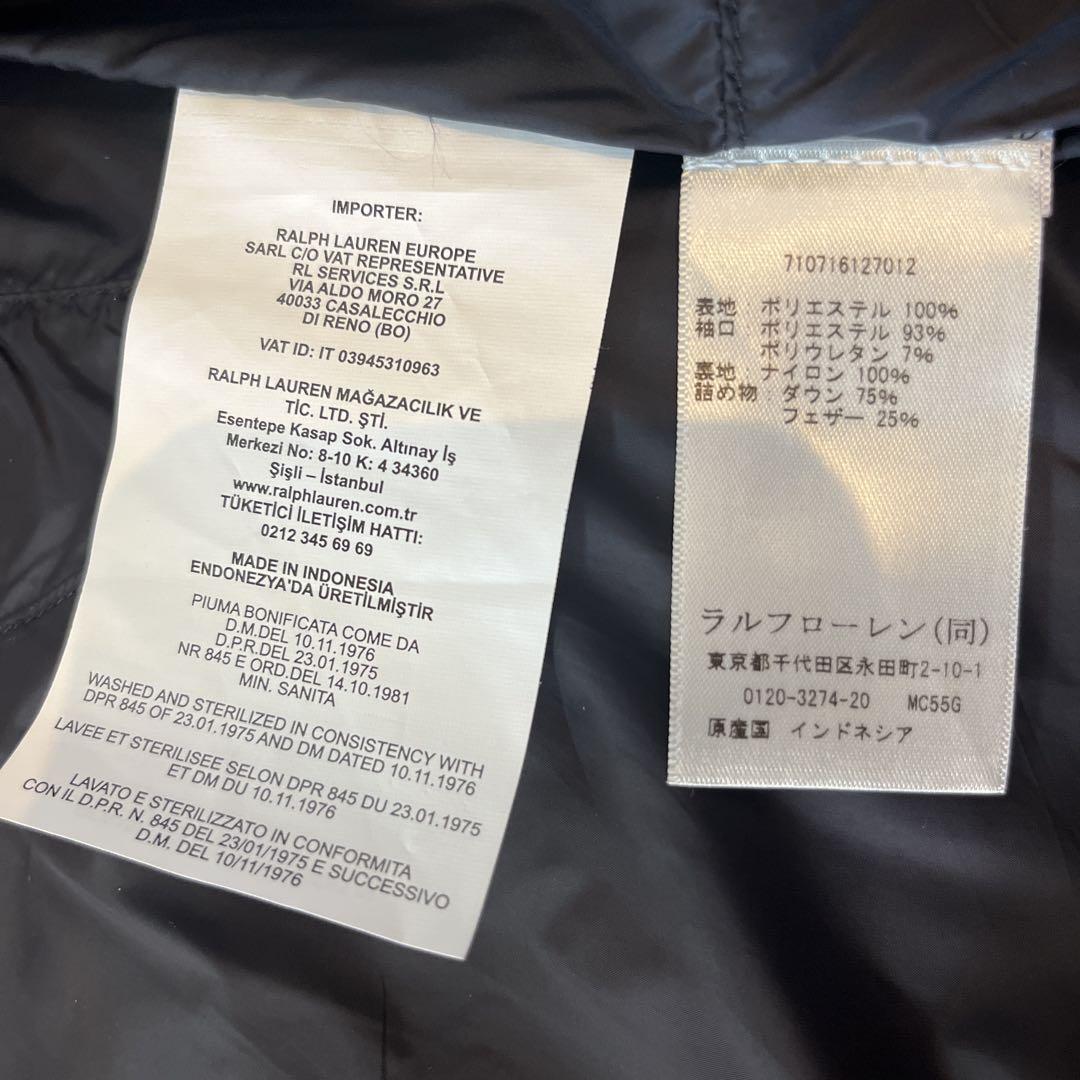 IMPORTER:
RALPH LAUREN EUROPE
SARL C/O VAT REPRESENTATIVE
RL SERVICES S.R.L
VIA ALDO MORO 27
40033 CASALECCHIO
DI RENO (BO)
VAT ID: IT 03945310963
RALPH LAUREN MAĞAZACILIK VE
TİC. LTD. ŞTİ.
Esentepe Kasap Sok. Altınay İş
Merkezi No: 8-10 K: 4 34360
Şişli – İstanbul
www.ralphlauren.com.tr
TÜKETİCİ İLETİŞİM HATTI:
0212 345 69 69
MADE IN INDONESIA
ENDONEZYA'DA ÜRETİLMİŞTİR
PIUMA BONIFICATA COME DA
D.M.DEL 10.11.1976
D.P.R.DEL 23.01.1975
NR 845 E ORD.DEL 14.10.1981
MIN. SANITA
WASHED AND STERILIZED IN CONSISTENCY WITH
DPR 845 OF 23.01.1975 AND DM DATED 10.11.1976
LAVEE ET STERILISEE SELON DPR 845 DU 23.01.1975
ET DM DU 10.11.1976
LAVATO E STERILIZZATO IN CONFORMITA
CON IL D.P.R. N. 845 DEL 23/01/1975 E SUCCESSIVO
D.M. DEL 10/11/1976
710716127012
表地:ポリエステル 100%
袖口:ポリエステル 93%
ポリウレタン 7%
裏地:ナイロン 100%
詰め物:ダウン 75%
フェザー 25%
ラルフローレン(同)
東京都千代田区永田町2-10-1
0120-3274-20 MC55G
原産国 インドネシア